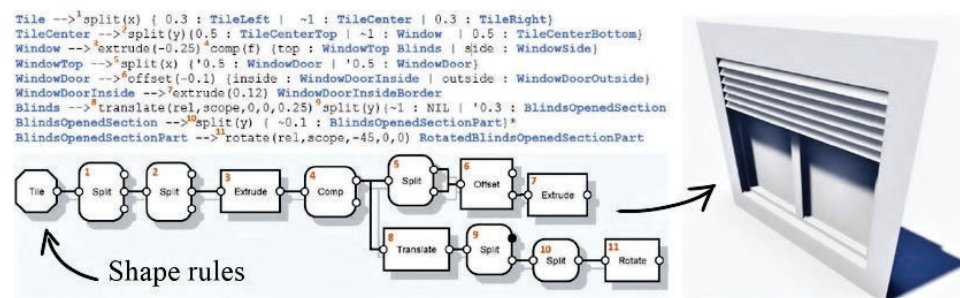 Tile -->1split(x) { 0.3 : TileLeft | ~1 : TileCenter | 0.3 : TileRight}
TileCenter -->2split(y){0.5 : TileCenterTop | ~1 : Window | 0.5 : TileCenterBottom}
Window -->3extrude(-0.25)4comp(f) {top : WindowTop Blinds | side : WindowSide}
WindowTop -->5split(x) {'0.5 : WindowDoor | '0.5 : WindowDoor}
WindowDoor -->6offset(-0.1) {inside : WindowDoorInside | outside : WindowDoorOutside}
WindowDoorInside -->7extrude(0.12) WindowDoorInsideBorder
Blinds -->8translate(rel,scope,0,0,0.25)9split(y){~1 : NIL | '0.3 : BlindsOpenedSection
BlindsOpenedSection -->10split(y) { ~0.1 : BlindsOpenedSectionPart}*
BlindsOpenedSectionPart -->11rotate(rel,scope,-45,0,0) RotatedBlindsOpenedSectionPart
Tile
1 Split
2 Split
3 Extrude
4 Comp
5 Split
6 Offset
7 Extrude
8 Translate
9 Split
10 Split
11 Rotate
Shape rules